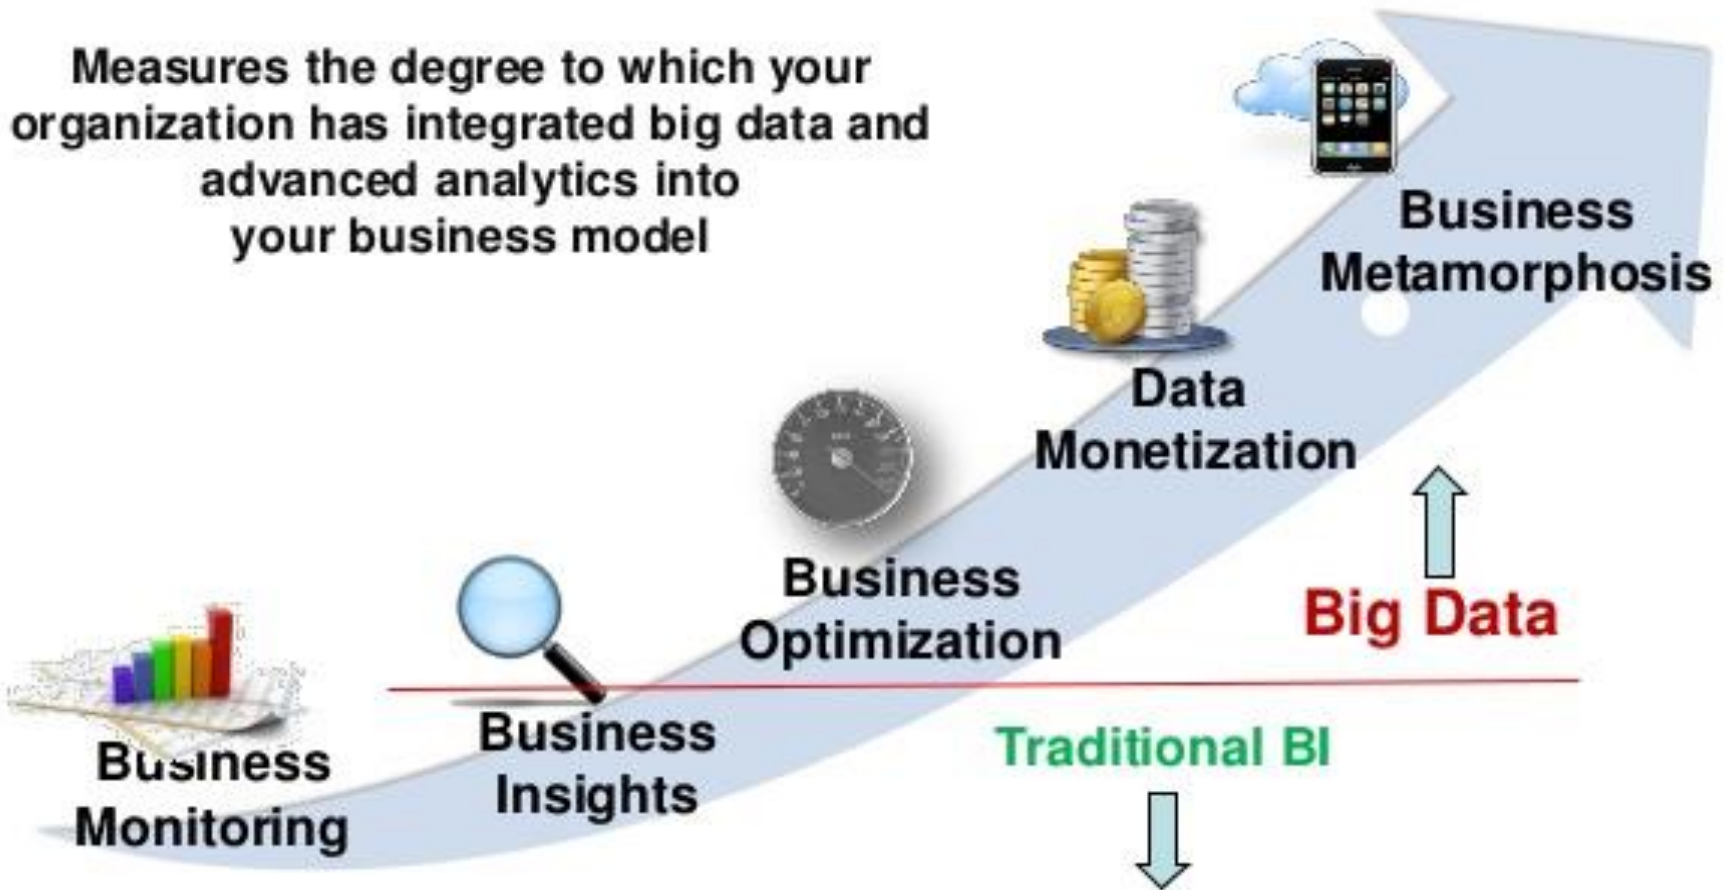 Measures the degree to which your
organization has integrated big data and
advanced analytics into
your business model
Business
Metamorphosis
Data
Monetization
Business
Optimization
Big Data
Business
Insights
Traditional BI
Business
Monitoring